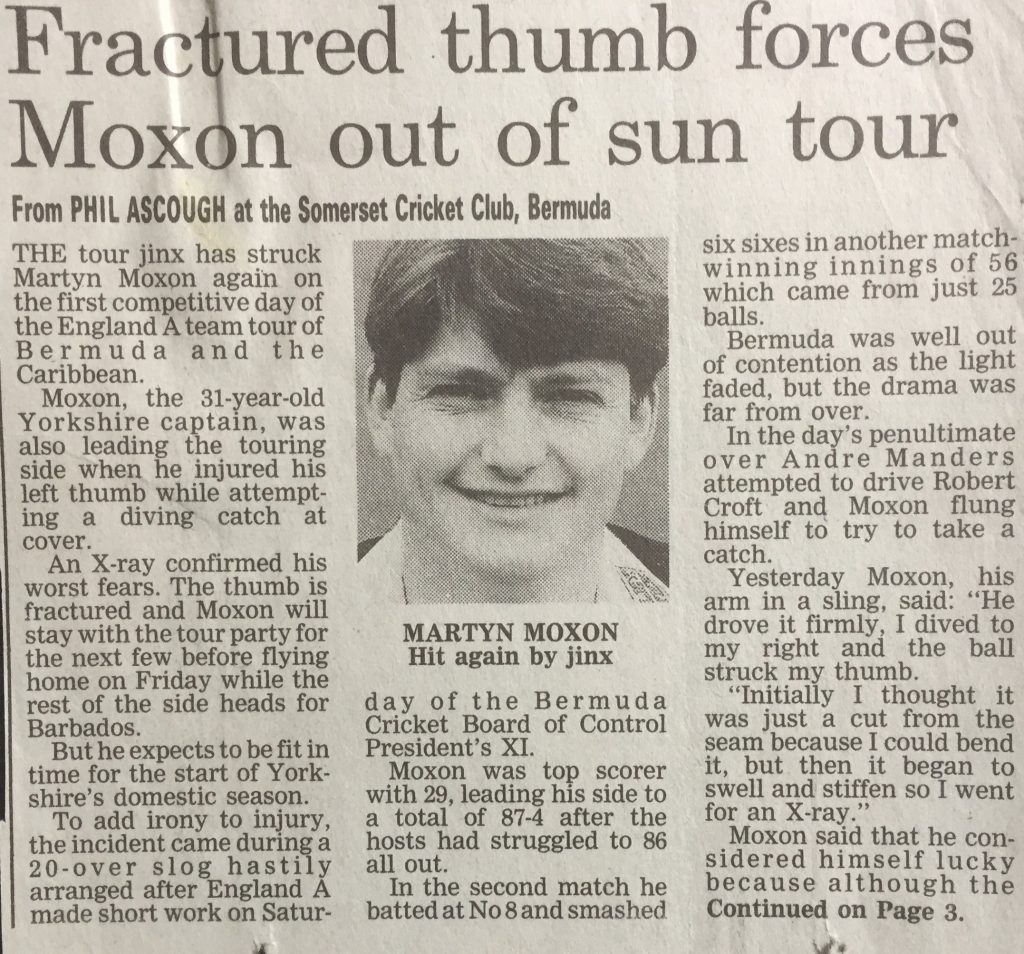 Fractured thumb forces
Moxon out of sun tour
From PHIL ASCOUGH at the Somerset Cricket Club, Bermuda
THE tour jinx has struck
Martyn Moxon again on
the first competitive day of
the England A team tour of
Bermuda and the
Caribbean.
Moxon, the 31-year-old
Yorkshire captain, was
also leading the touring
side when he injured his
left thumb while attempt-
ing a diving catch at
cover.
An X-ray confirmed his
worst fears. The thumb is
fractured and Moxon will
stay with the tour party for
the next few before flying
home on Friday while the
rest of the side heads for
Barbados.
But he expects to be fit in
time for the start of York-
shire's domestic season.
To add irony to injury,
the incident came during a
20-over slog hastily
arranged after England A
made short work on Satur-
MARTYN MOXON
Hit again by jinx
day of the Bermuda
Cricket Board of Control
President's XI.
Moxon was top scorer
with 29, leading his side to
a total of 87-4 after the
hosts had struggled to 86
all out.
In the second match he
batted at No 8 and smashed
six sixes in another match-
winning innings of 56
which came from just 25
balls.
Bermuda was well out
of contention as the light
faded, but the drama was
far from over.
In the day's penultimate
over Andre Manders
attempted to drive Robert
Croft and Moxon flung
himself to try to take a
catch.
Yesterday Moxon, his
arm in a sling, said: "He
drove it firmly, I dived to
my right and the ball
struck my thumb.
"Initially I thought it
was just a cut from the
seam because I could bend
it, but then it began to
swell and stiffen so I went
for an X-ray."
Moxon said that he con-
sidered himself lucky
because although the
Continued on Page 3.